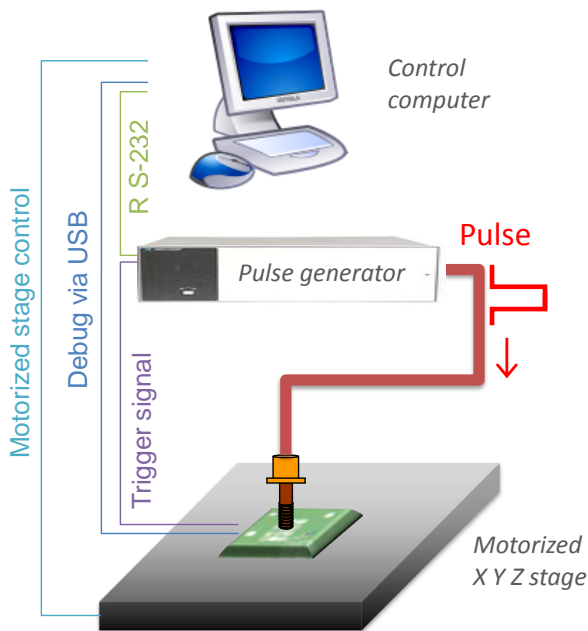 Control
computer
R S-232
Pulse
Pulse generator
Motorized stage control
Debug via USB
Trigger signal
Motorized
X Y Z stage